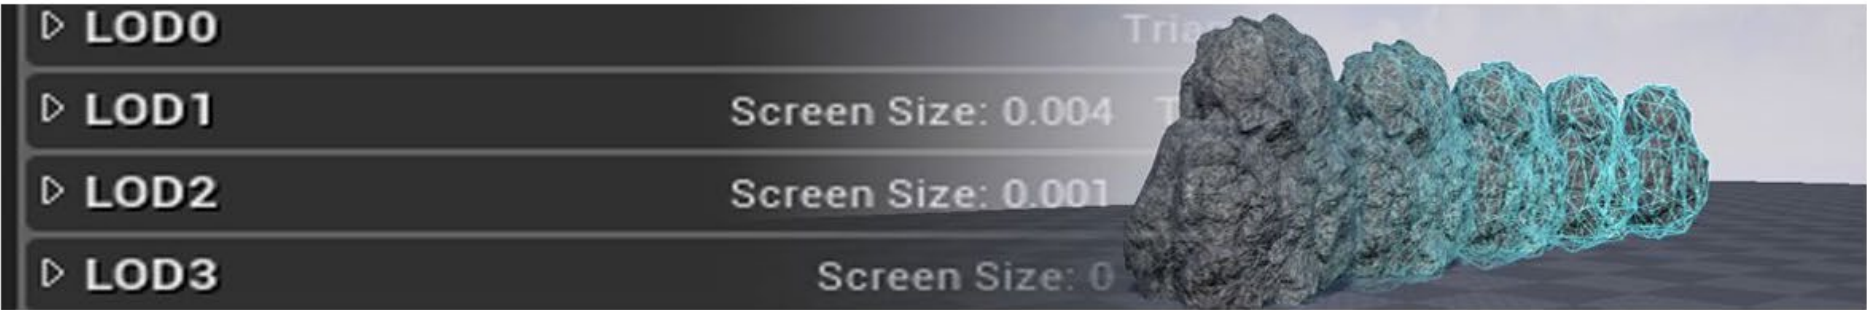 LOD0
LOD1 Screen Size: 0.004
LOD2 Screen Size: 0.001
LOD3 Screen Size: 0